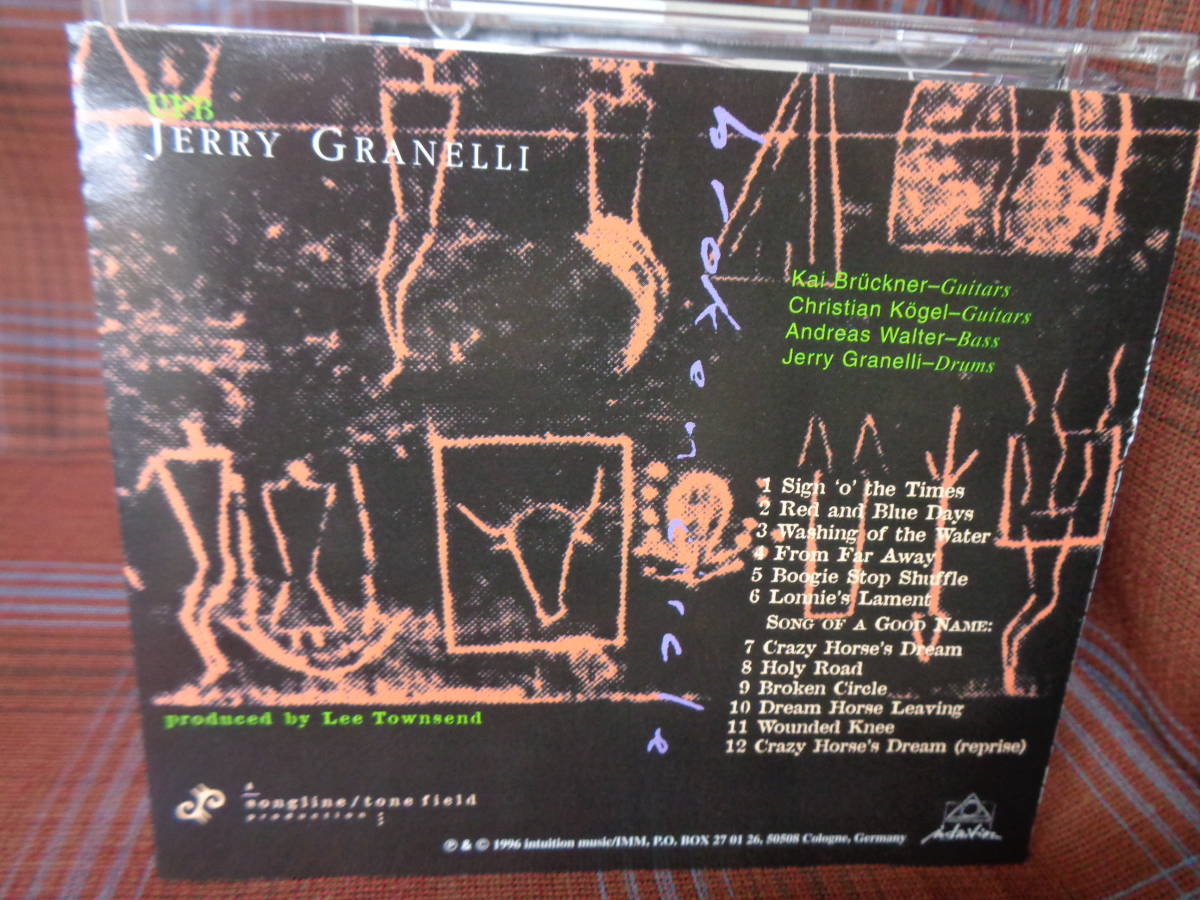 UFB
JERRY GRANELLI
broken circle
Kai Brückner–Guitars
Christian Kögel–Guitars
Andreas Walter–Bass
Jerry Granelli–Drums
1 Sign 'o' the Times
2 Red and Blue Days
3 Washing of the Water
4 From Far Away
5 Boogie Stop Shuffle
6 Lonnie's Lament
SONG OF A GOOD NAME:
7 Crazy Horse's Dream
8 Holy Road
9 Broken Circle
10 Dream Horse Leaving
11 Wounded Knee
12 Crazy Horse's Dream (reprise)
produced by Lee Townsend
a
songline/tone field
production
℗ & © 1996 intuition music/IMM, P.O. BOX 27 01 26, 50508 Cologne, Germany